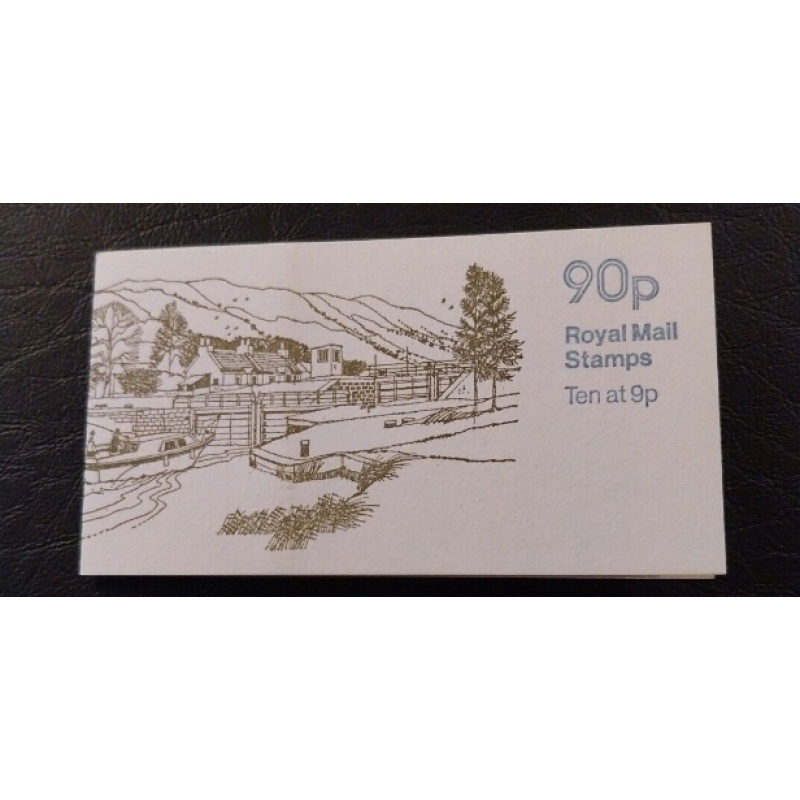 90p
Royal Mail
Stamps
Ten at 9p